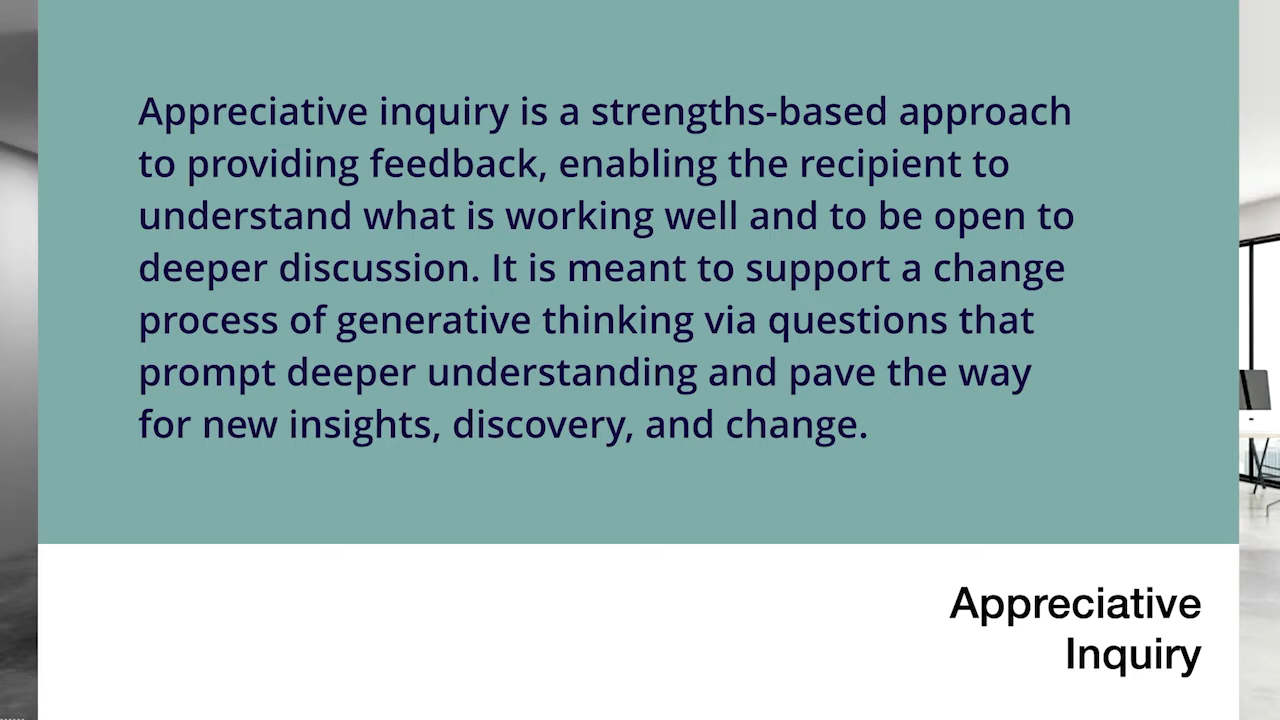 Appreciative inquiry is a strengths-based approach
to providing feedback, enabling the recipient to
understand what is working well and to be open to
deeper discussion. It is meant to support a change
process of generative thinking via questions that
prompt deeper understanding and pave the way
for new insights, discovery, and change.
Appreciative
Inquiry